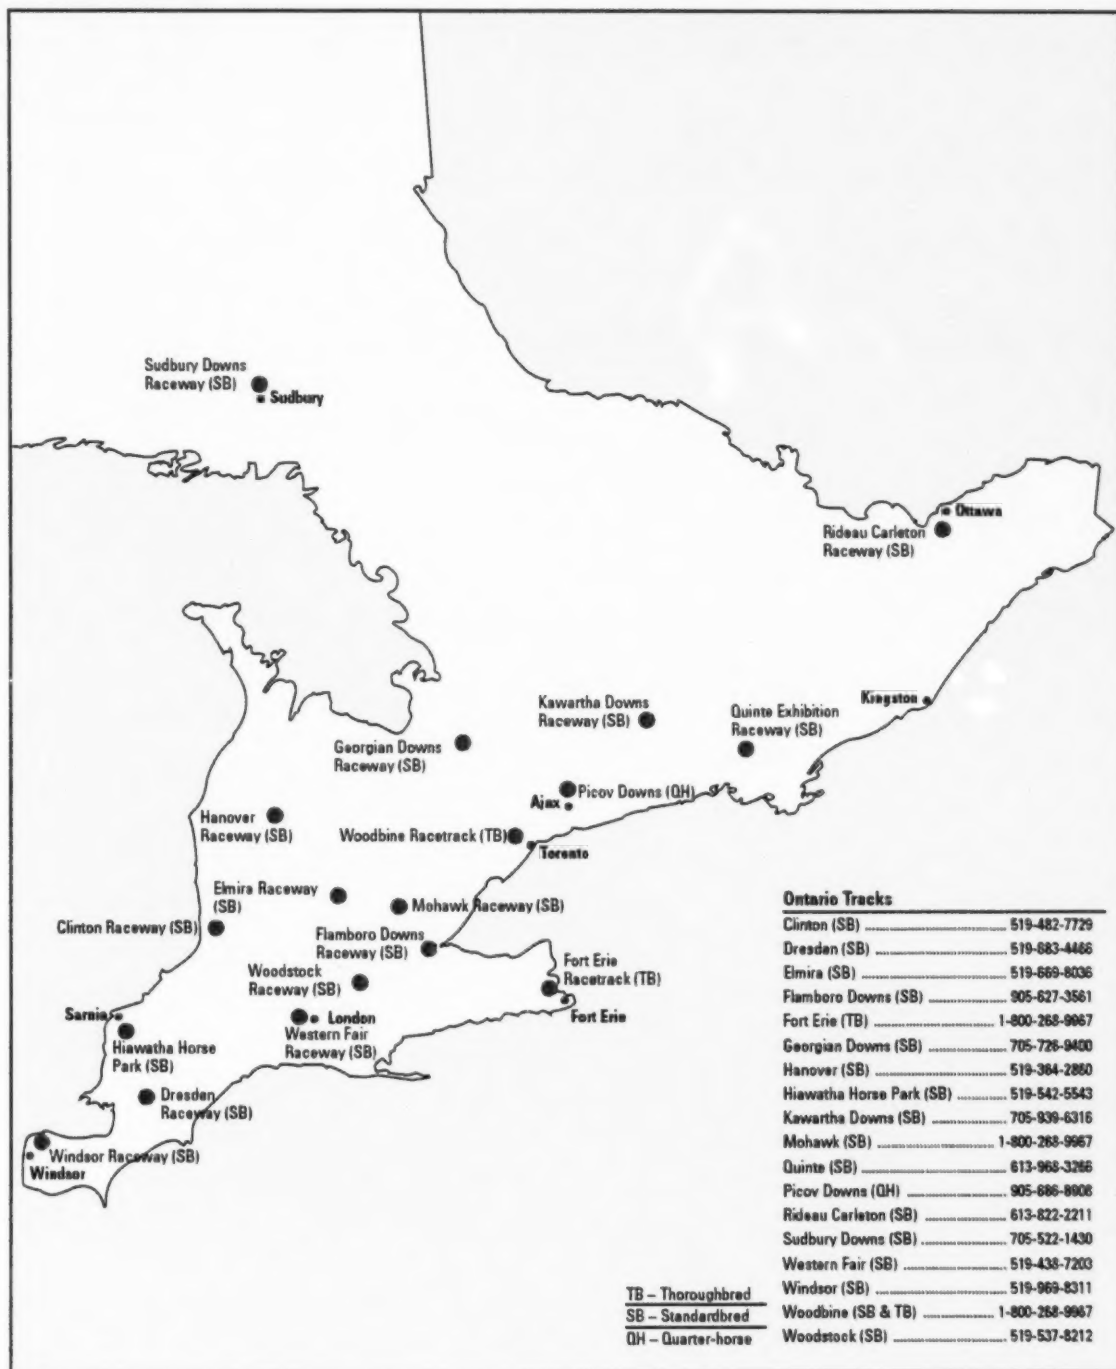 Sudbury Downs
Raceway (SB)
Sudbury
Ottawa
Rideau Carleton
Raceway (SB)
Kingston
Kawartha Downs
Raceway (SB)
Quinte Exhibition
Raceway (SB)
Georgian Downs
Raceway (SB)
Picov Downs (QH)
Ajax
Hanover
Raceway (SB)
Woodbine Racetrack (TB)
Toronto
Elmira Raceway
(SB)
Mohawk Raceway (SB)
Clinton Raceway (SB)
Flamboro Downs
Raceway (SB)
Fort Erie
Racetrack (TB)
Fort Erie
Woodstock
Raceway (SB)
Sarnia
London
Western Fair
Raceway (SB)
Hiawatha Horse
Park (SB)
Dresden
Raceway (SB)
Windsor Raceway (SB)
Windsor
Ontario Tracks
Clinton (SB) ........ 519-482-7729
Dresden (SB) ........ 519-683-4466
Elmira (SB) ........ 519-669-8036
Flamboro Downs (SB) ........ 905-627-3561
Fort Erie (TB) ........ 1-800-268-9967
Georgian Downs (SB) ........ 705-726-9400
Hanover (SB) ........ 519-364-2860
Hiawatha Horse Park (SB) ........ 519-542-5543
Kawartha Downs (SB) ........ 705-939-6316
Mohawk (SB) ........ 1-800-268-9967
Quinte (SB) ........ 613-968-3266
Picov Downs (QH) ........ 905-686-8908
Rideau Carleton (SB) ........ 613-822-2211
Sudbury Downs (SB) ........ 705-522-1430
Western Fair (SB) ........ 519-438-7203
Windsor (SB) ........ 519-969-8311
Woodbine (SB & TB) ........ 1-800-268-9967
Woodstock (SB) ........ 519-537-8212
TB – Thoroughbred
SB – Standardbred
QH – Quarter-horse